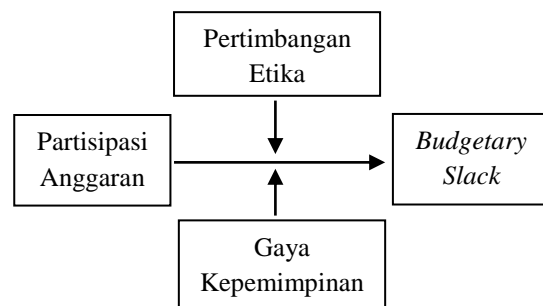 Pertimbangan
Etika
Partisipasi
Anggaran
Budgetary
Slack
Gaya
Kepemimpinan